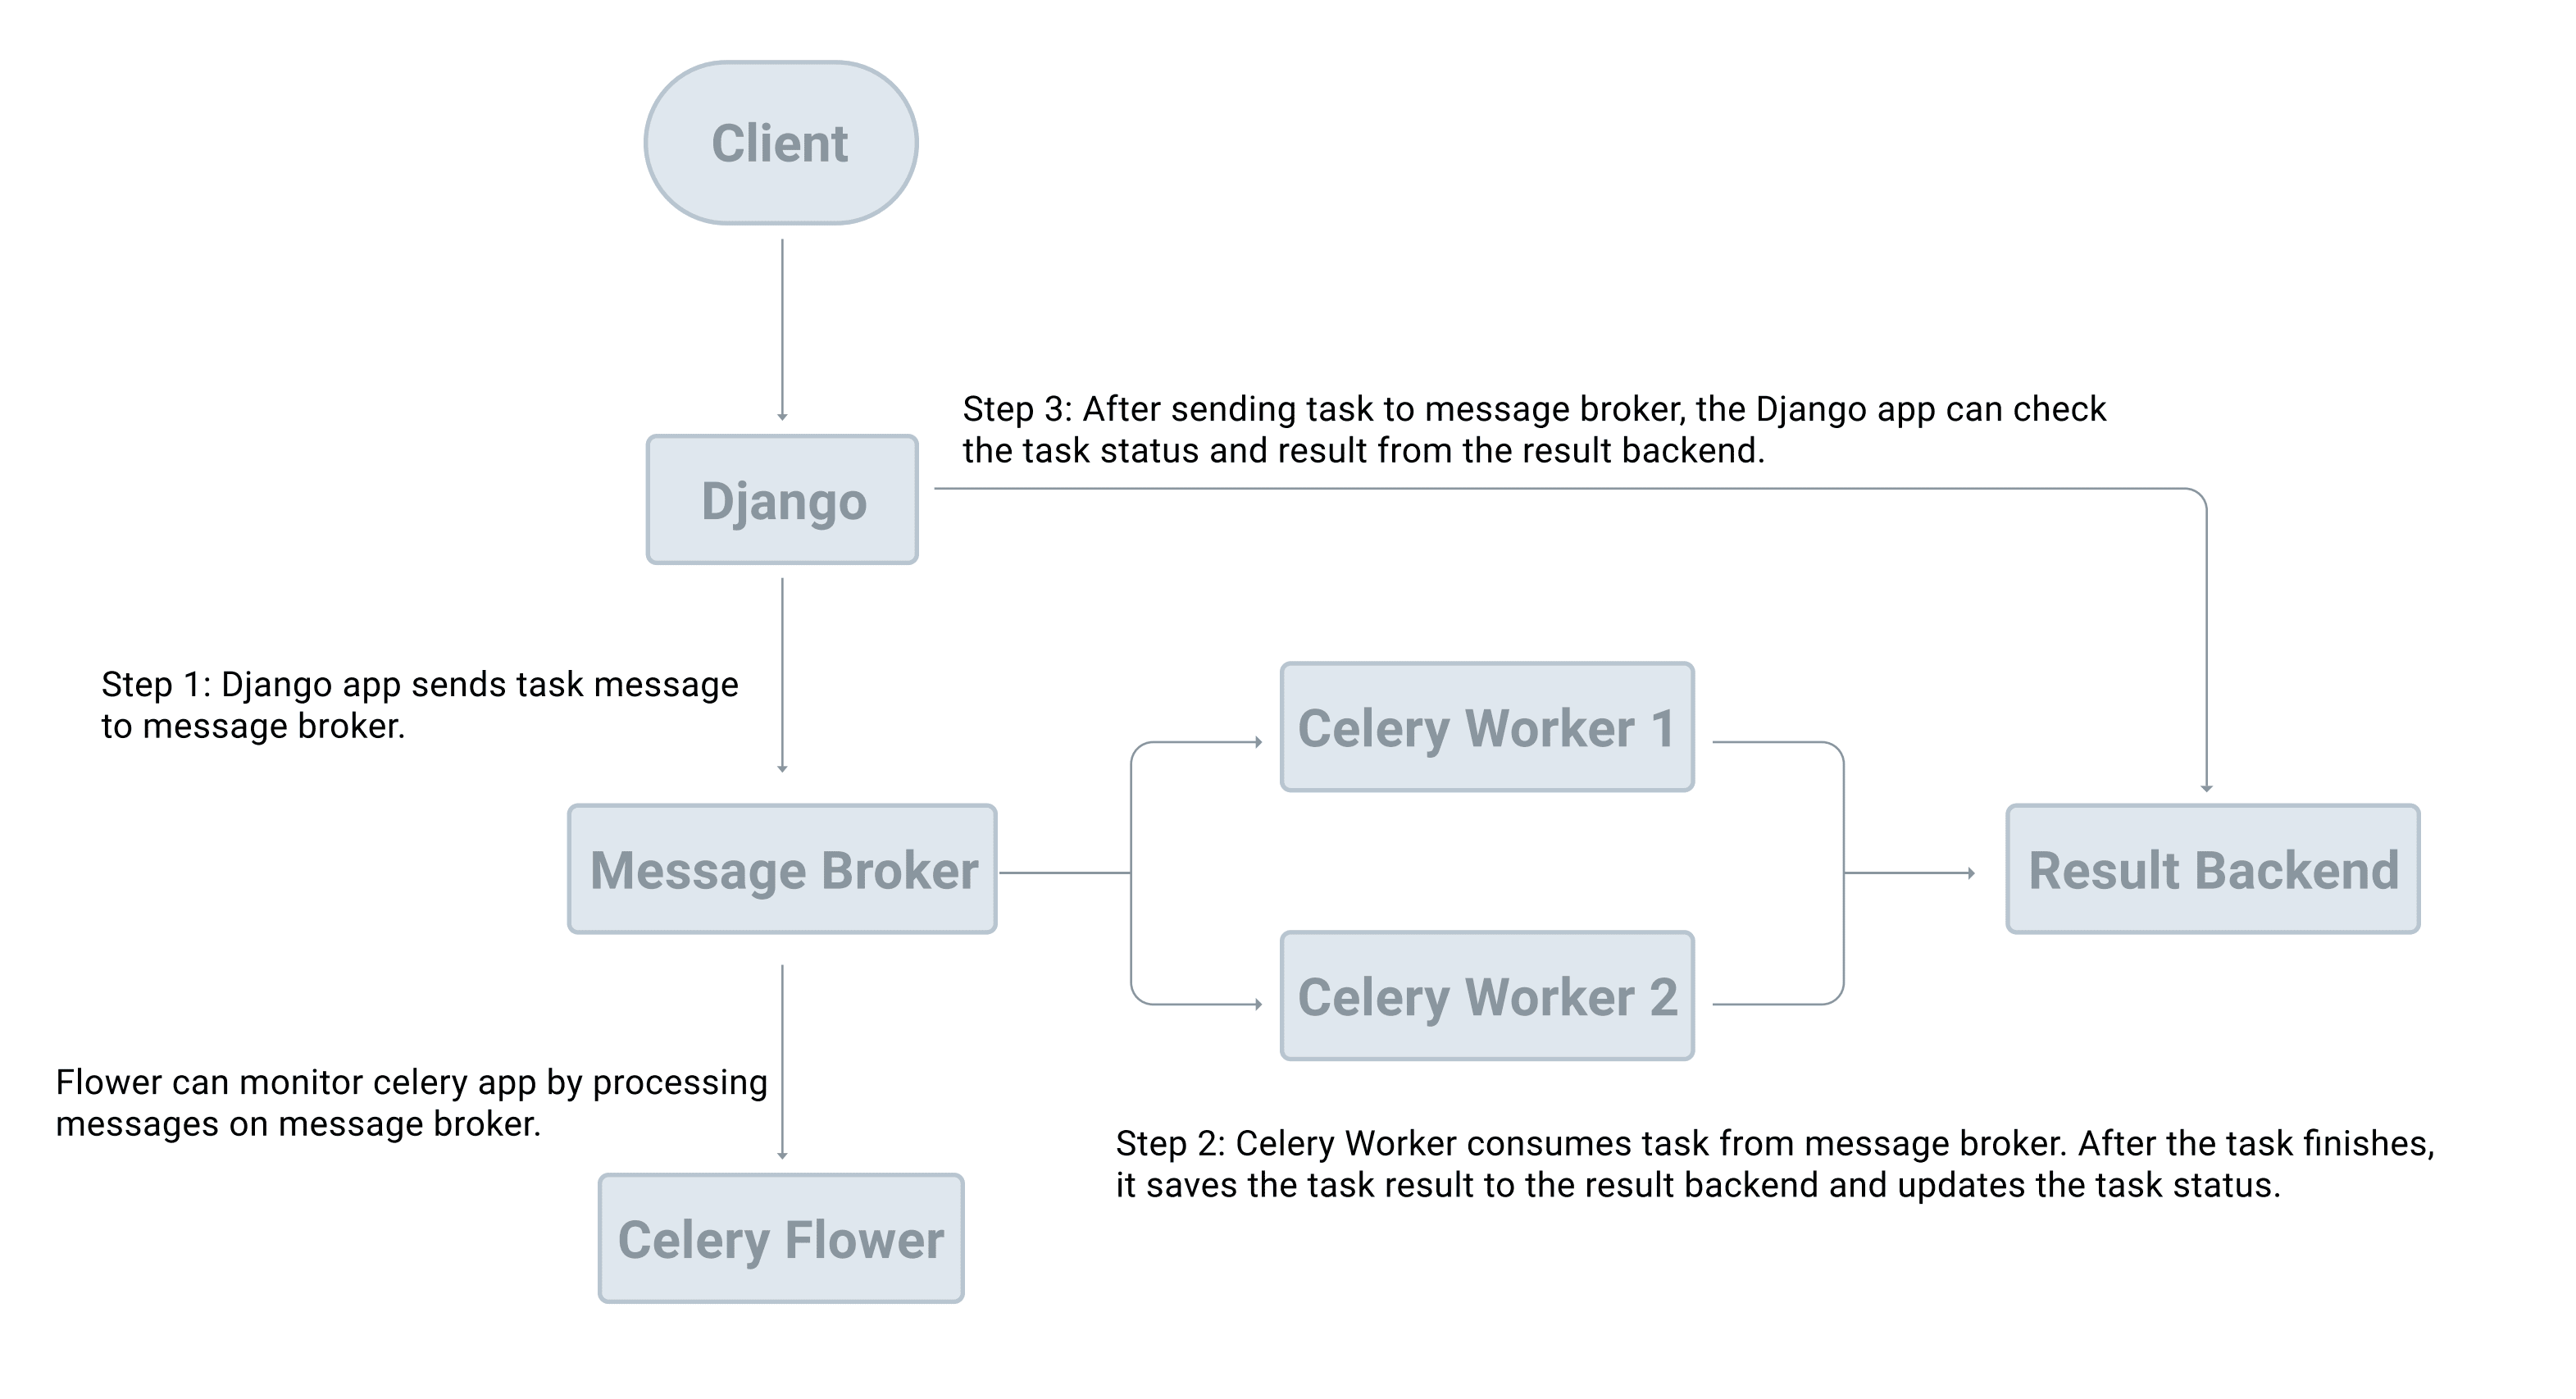 Client
Step 3: After sending task to message broker, the Django app can check
the task status and result from the result backend.
Django
Step 1: Django app sends task message
to message broker.
Celery Worker 1
Message Broker
Result Backend
Celery Worker 2
Flower can monitor celery app by processing
messages on message broker.
Step 2: Celery Worker consumes task from message broker. After the task finishes,
it saves the task result to the result backend and updates the task status.
Celery Flower